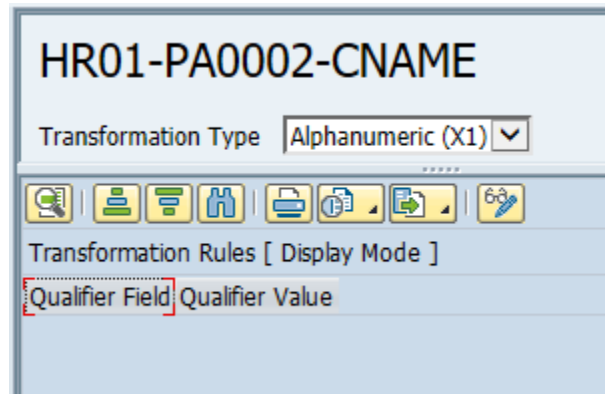 HR01-PA0002-CNAME
Transformation Type Alphanumeric (X1)
Transformation Rules [ Display Mode ]
Qualifier Field Qualifier Value